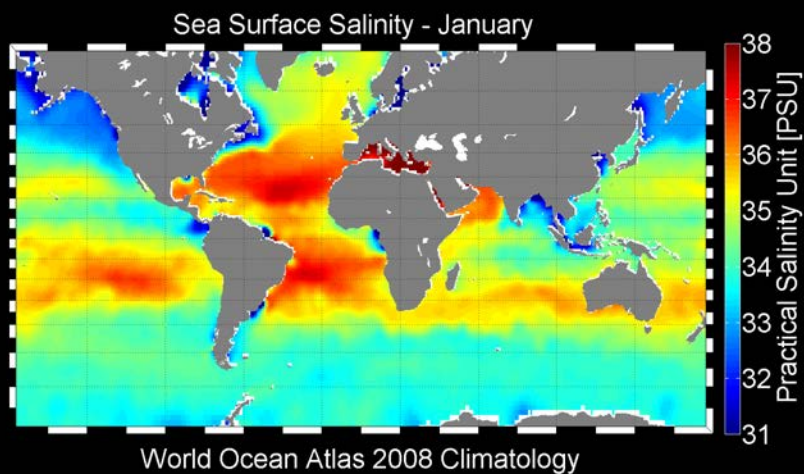 Sea Surface Salinity - January
38
37
36
35
34
33
32
31
Practical Salinity Unit [PSU]
World Ocean Atlas 2008 Climatology